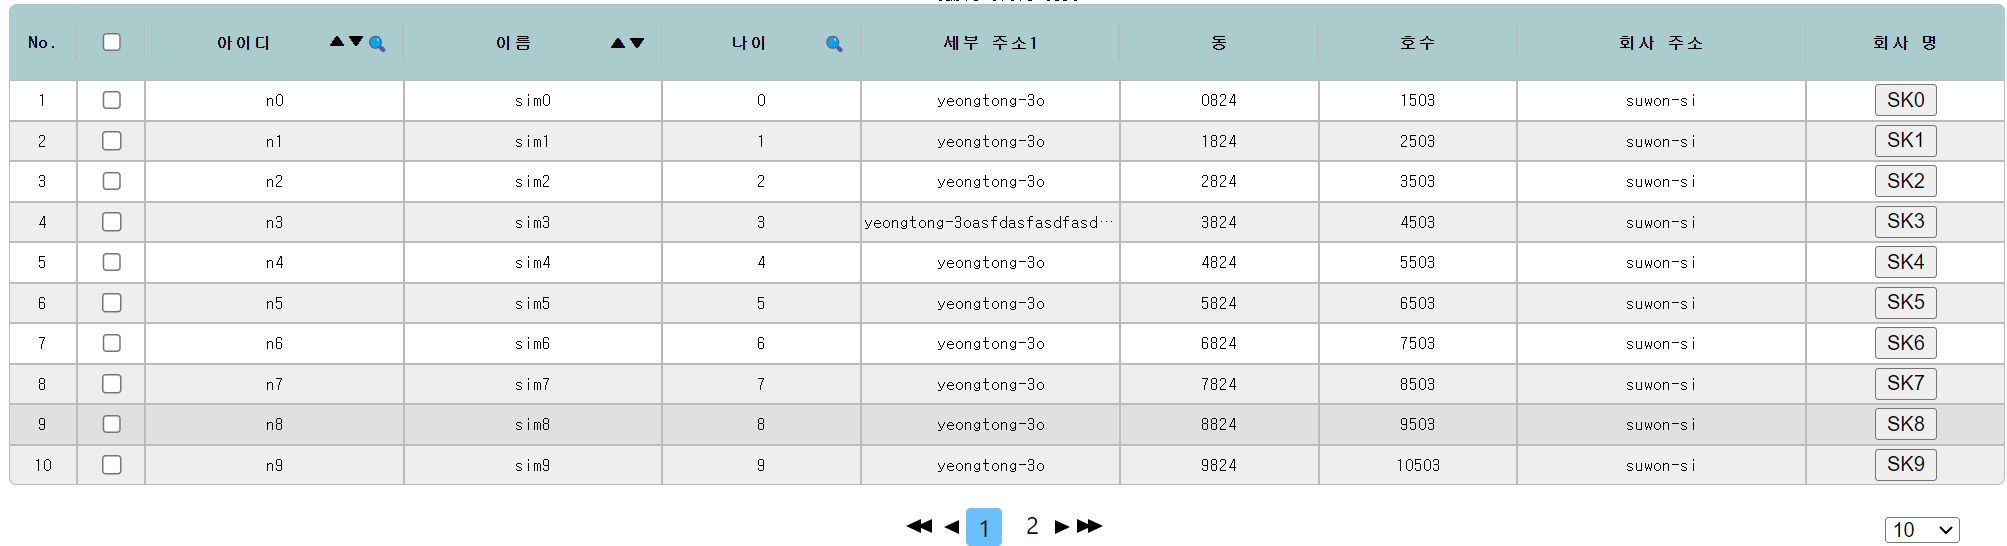 No. 아이디 ▲▼ 이름 ▲▼ 나이 세부 주소1 동 호수 회사 주소 회사 명
1 n0 sim0 0 yeongtong-3o 0824 1503 suwon-si SK0
2 n1 sim1 1 yeongtong-3o 1824 2503 suwon-si SK1
3 n2 sim2 2 yeongtong-3o 2824 3503 suwon-si SK2
4 n3 sim3 3 yeongtong-3oasfdasfasdfasd… 3824 4503 suwon-si SK3
5 n4 sim4 4 yeongtong-3o 4824 5503 suwon-si SK4
6 n5 sim5 5 yeongtong-3o 5824 6503 suwon-si SK5
7 n6 sim6 6 yeongtong-3o 6824 7503 suwon-si SK6
8 n7 sim7 7 yeongtong-3o 7824 8503 suwon-si SK7
9 n8 sim8 8 yeongtong-3o 8824 9503 suwon-si SK8
10 n9 sim9 9 yeongtong-3o 9824 10503 suwon-si SK9
1 2 10